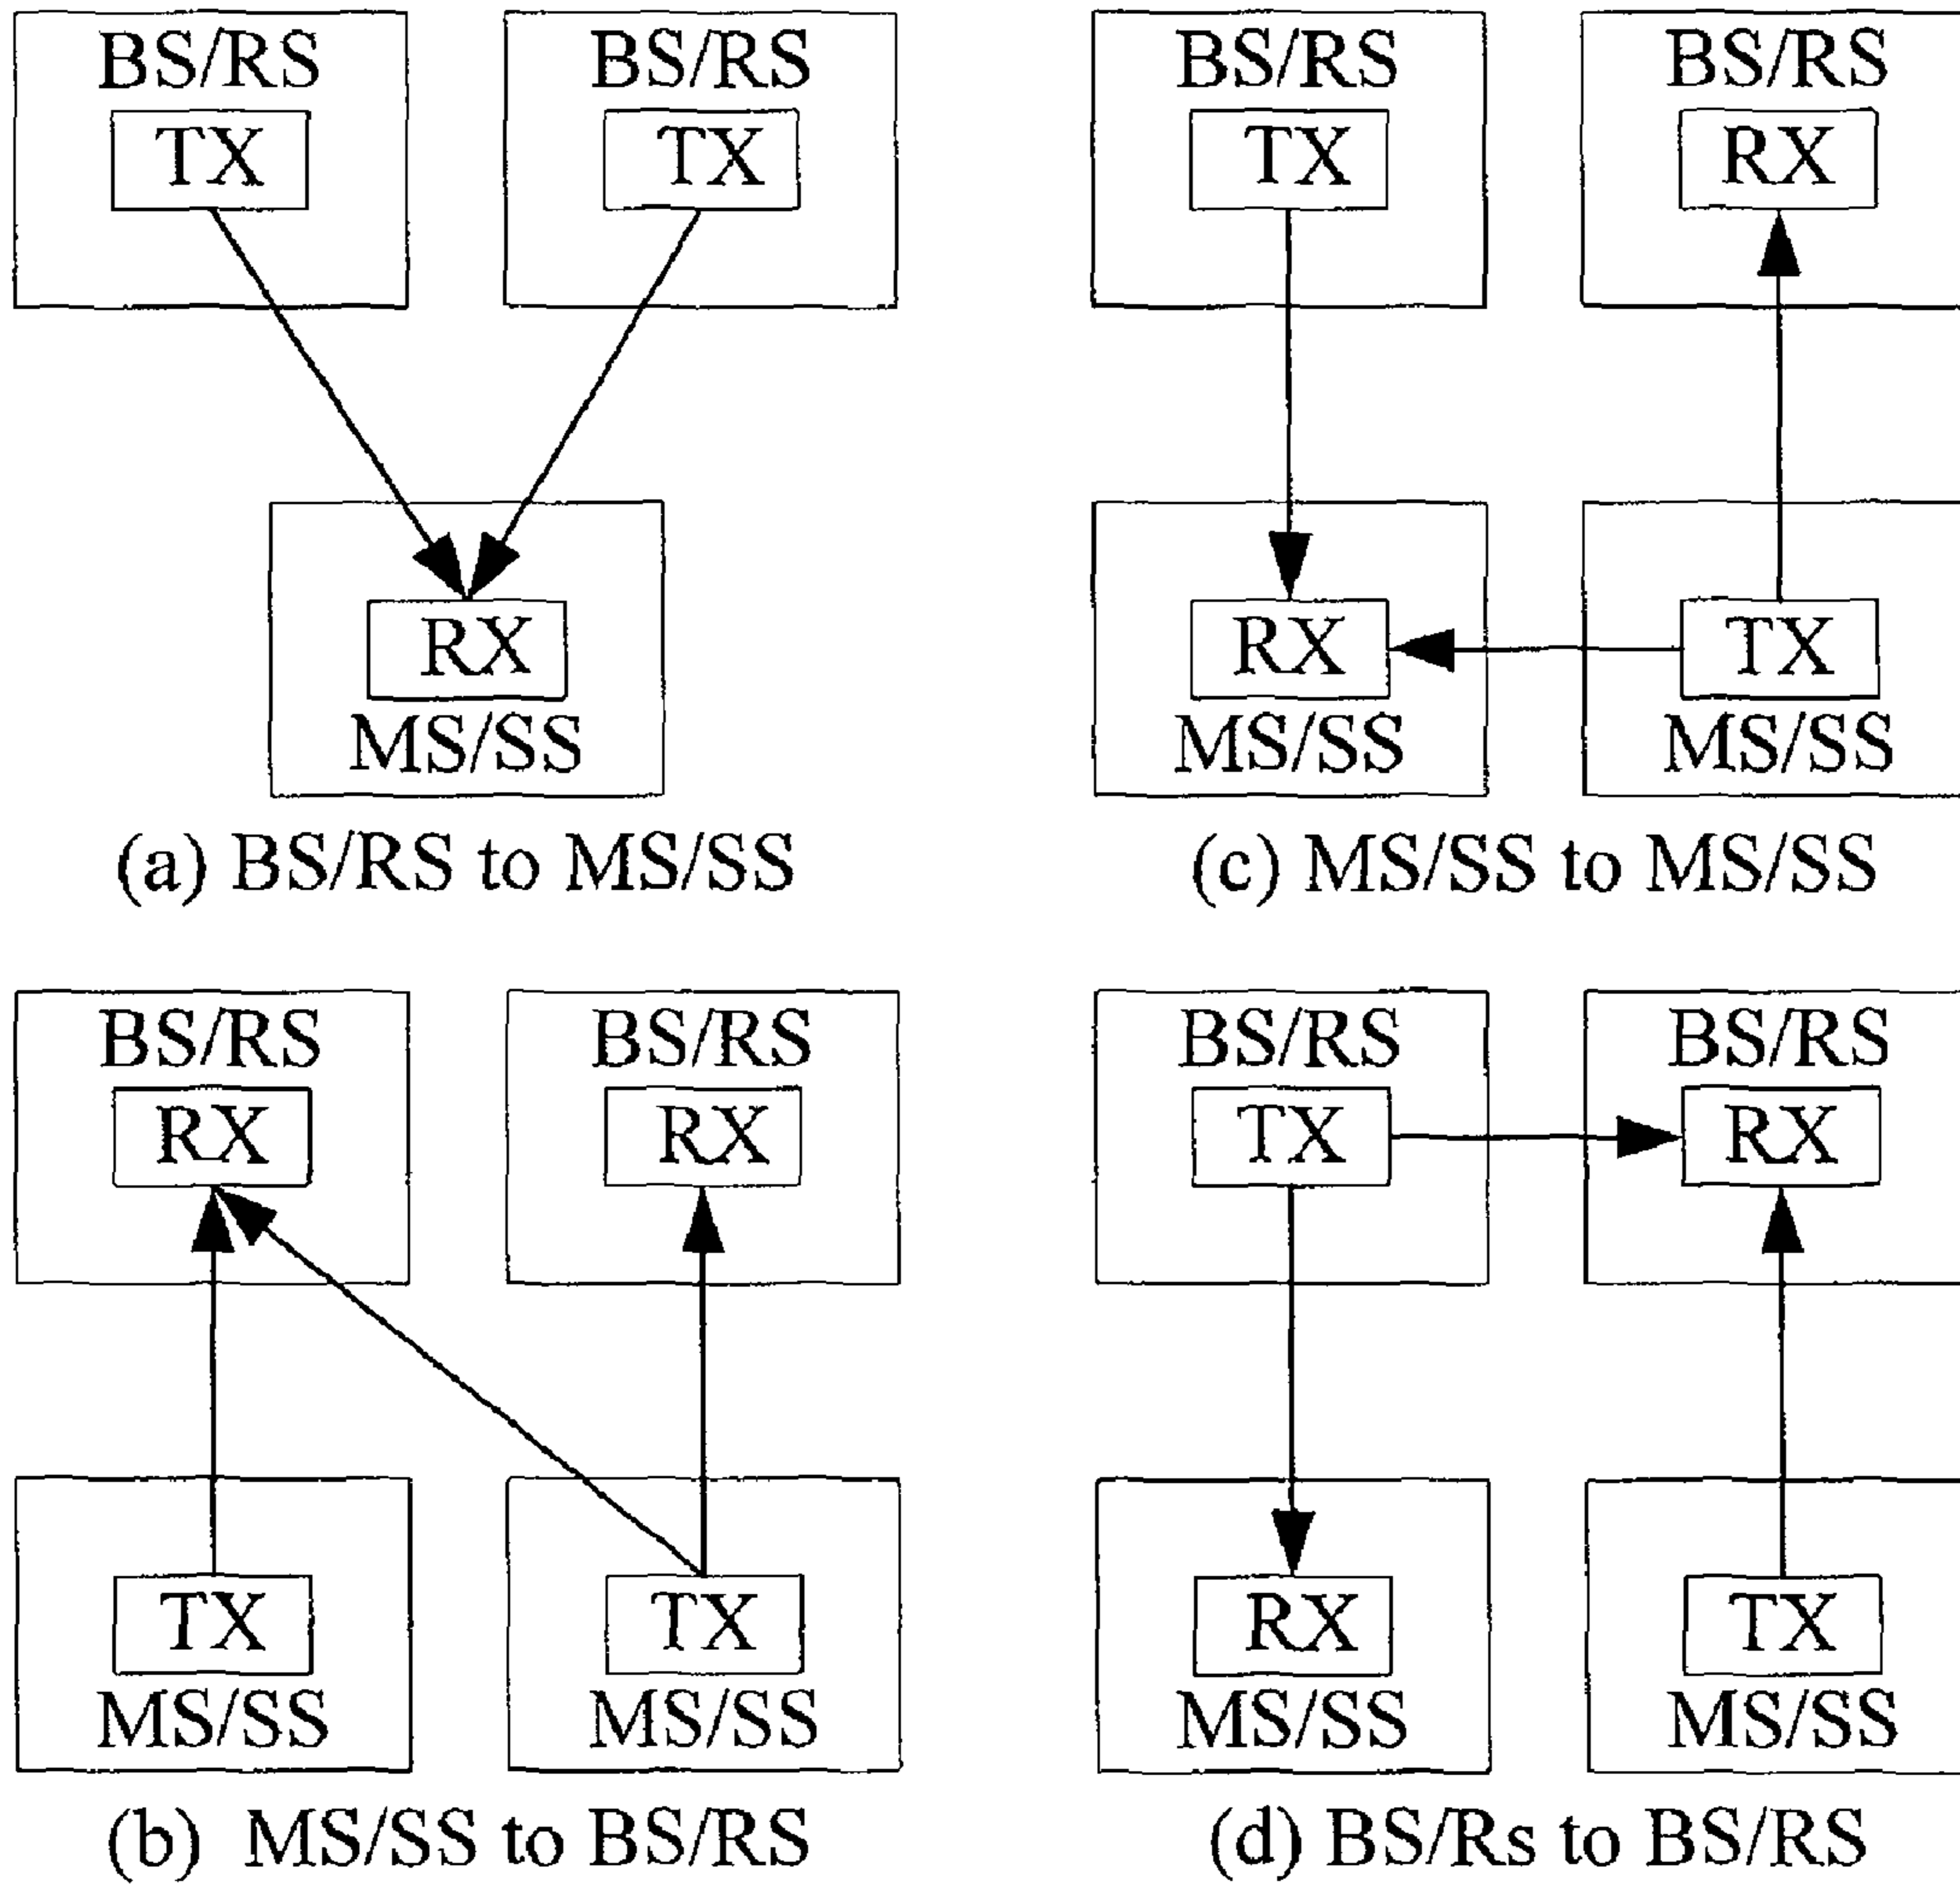 BS/RS
TX
BS/RS
TX
RX
MS/SS
(a) BS/RS to MS/SS
BS/RS
TX
BS/RS
RX
RX
MS/SS
TX
MS/SS
(c) MS/SS to MS/SS
BS/RS
RX
BS/RS
RX
TX
MS/SS
TX
MS/SS
(b) MS/SS to BS/RS
BS/RS
TX
BS/RS
RX
RX
MS/SS
TX
MS/SS
(d) BS/Rs to BS/RS